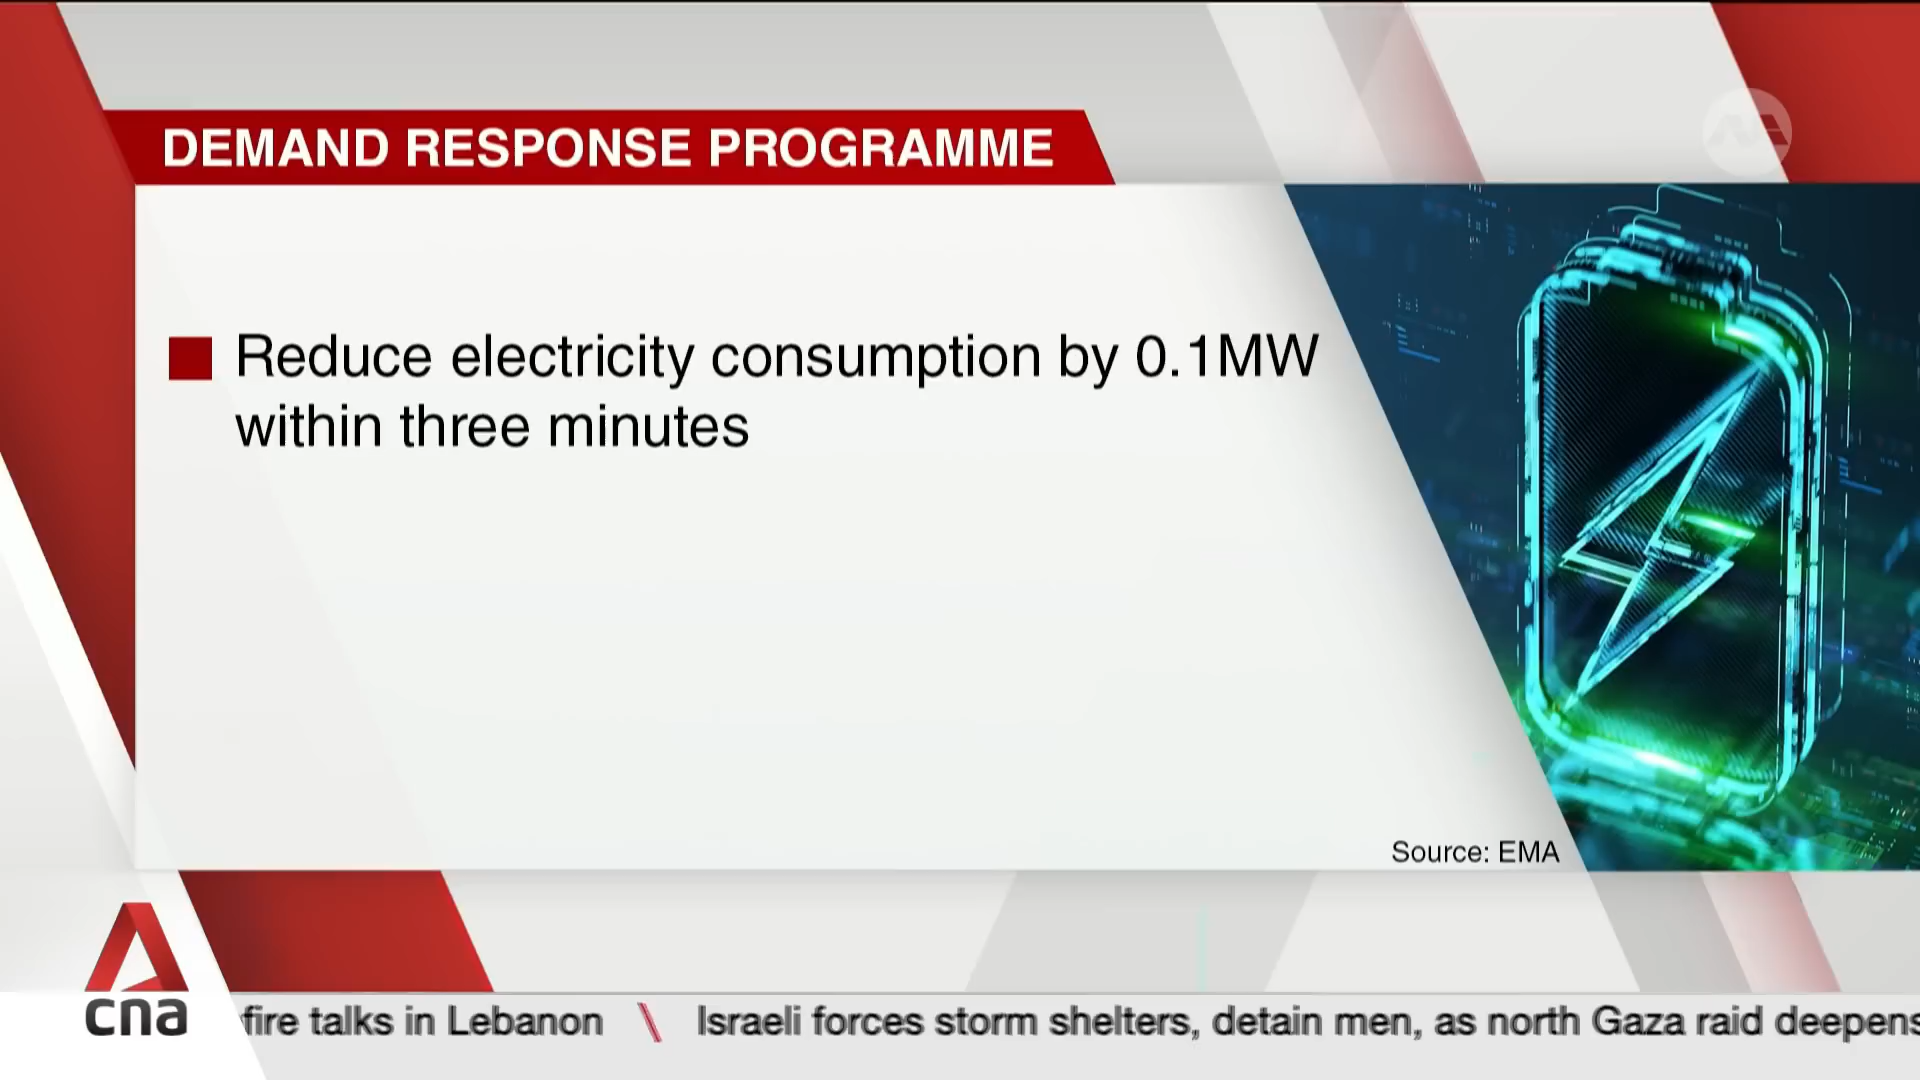 DEMAND RESPONSE PROGRAMME
Reduce electricity consumption by 0.1MW
within three minutes
Source: EMA
cna
fire talks in Lebanon \ Israeli forces storm shelters, detain men, as north Gaza raid deepens